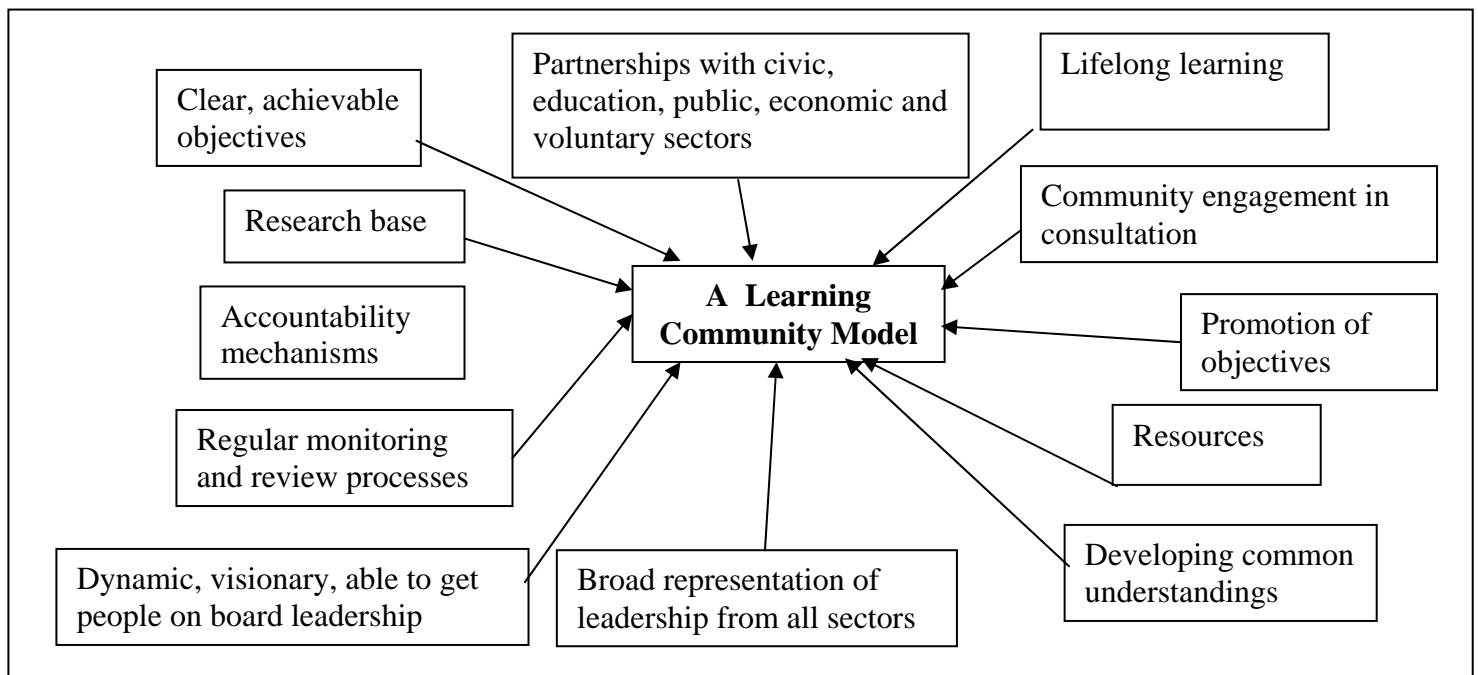 Clear, achievable
objectives
Partnerships with civic,
education, public, economic and
voluntary sectors
Lifelong learning
Research base
Community engagement in
consultation
A Learning
Community Model
Accountability
mechanisms
Promotion of
objectives
Regular monitoring
and review processes
Resources
Dynamic, visionary, able to get
people on board leadership
Broad representation of
leadership from all sectors
Developing common
understandings